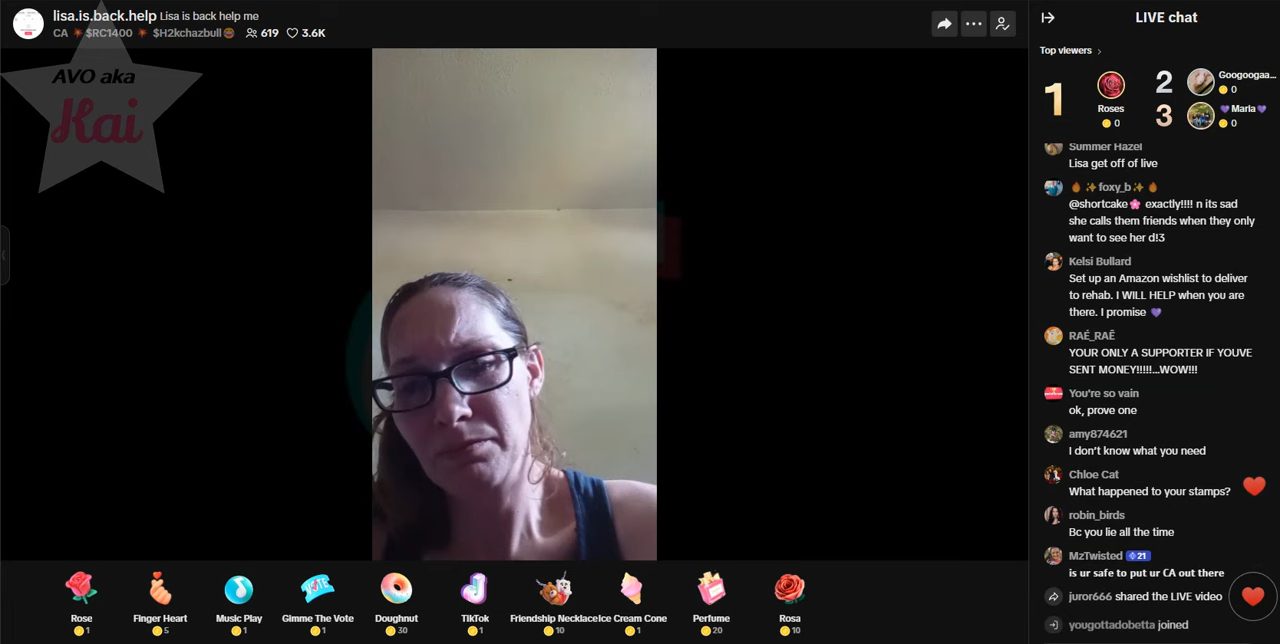 lisa.is.back.help Lisa is back help me
CA $RC1400 $H2kchazbull 619 3.6K
AVO aka
Kai
LIVE chat
Top viewers >
1
Roses
0
2
Googoogaa...
0
3
Marla
0
Summer Hazel
Lisa get off of live
foxy_b
@shortcake exactly!!!! n its sad
she calls them friends when they only
want to see her d!3
Kelsi Bullard
Set up an Amazon wishlist to deliver
to rehab. I WILL HELP when you are
there. I promise
RAÉ_RAÊ
YOUR ONLY A SUPPORTER IF YOUVE
SENT MONEY!!!!!...WOW!!!
You're so vain
ok, prove one
amy874621
I don't know what you need
Chloe Cat
What happened to your stamps?
robin_birds
Bc you lie all the time
MzTwisted 21
is ur safe to put ur CA out there
juror666 shared the LIVE video
yougottadobetta joined
Rose Finger Heart Music Play Gimme The Vote Doughnut TikTok Friendship Necklace Ice Cream Cone Perfume Rosa
1 5 1 1 30 1 10 1 20 10